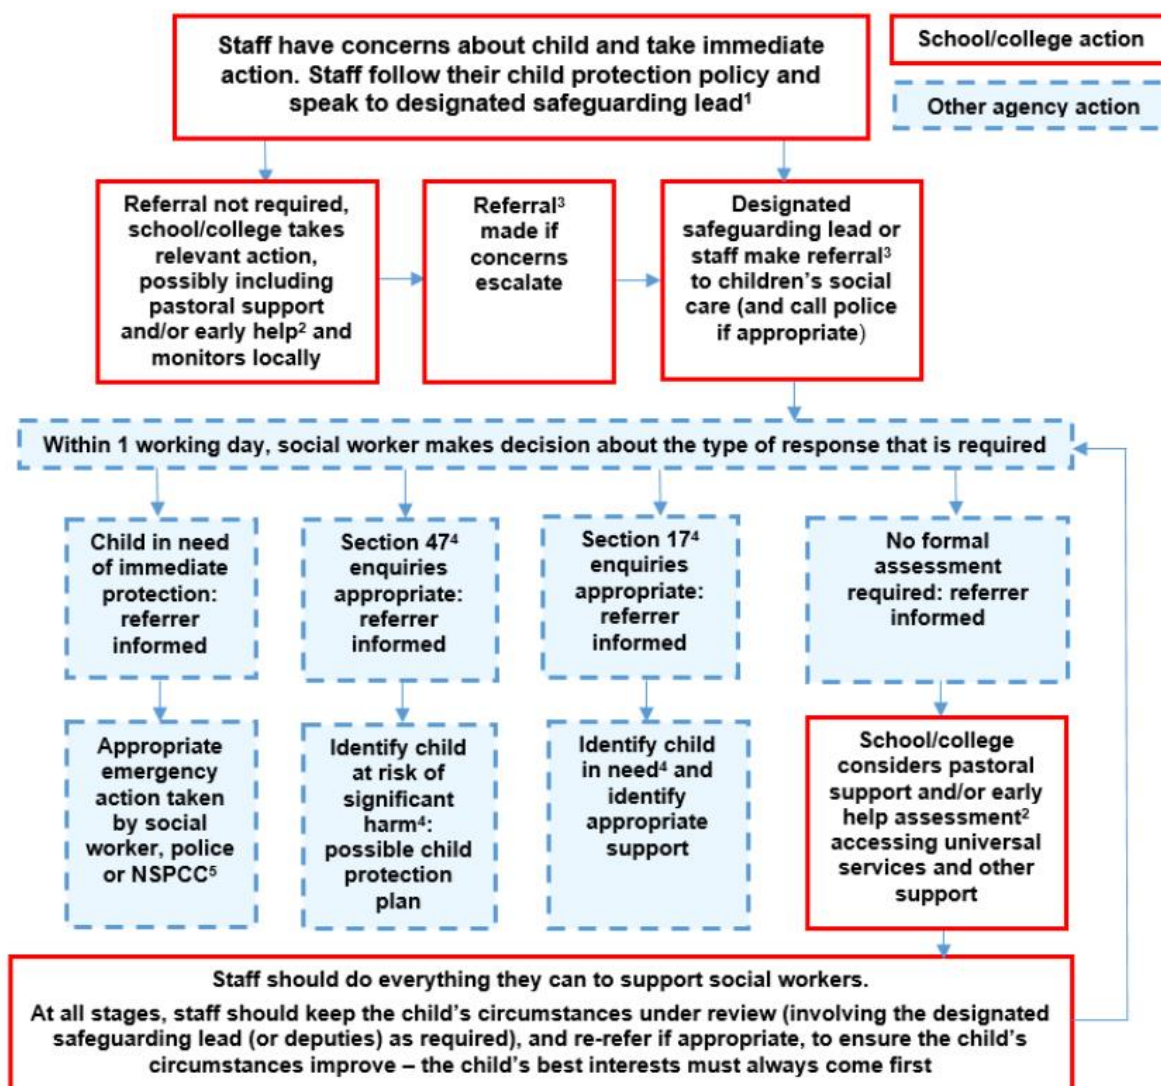 Staff have concerns about child and take immediate
action. Staff follow their child protection policy and
speak to designated safeguarding lead¹
School/college action
Other agency action
Referral not required,
school/college takes
relevant action,
possibly including
pastoral support
and/or early help² and
monitors locally
Referral³
made if
concerns
escalate
Designated
safeguarding lead or
staff make referral³
to children’s social
care (and call police
if appropriate)
Within 1 working day, social worker makes decision about the type of response that is required
Child in need
of immediate
protection:
referrer
informed
Section 47⁴
enquiries
appropriate:
referrer
informed
Section 17⁴
enquiries
appropriate:
referrer
informed
No formal
assessment
required: referrer
informed
Appropriate
emergency
action taken
by social
worker, police
or NSPCC⁵
Identify child
at risk of
significant
harm⁴:
possible child
protection
plan
Identify child
in need⁴ and
identify
appropriate
support
School/college
considers pastoral
support and/or early
help assessment²
accessing universal
services and other
support
Staff should do everything they can to support social workers.
At all stages, staff should keep the child’s circumstances under review (involving the designated
safeguarding lead (or deputies) as required), and re-refer if appropriate, to ensure the child’s
circumstances improve – the child’s best interests must always come first